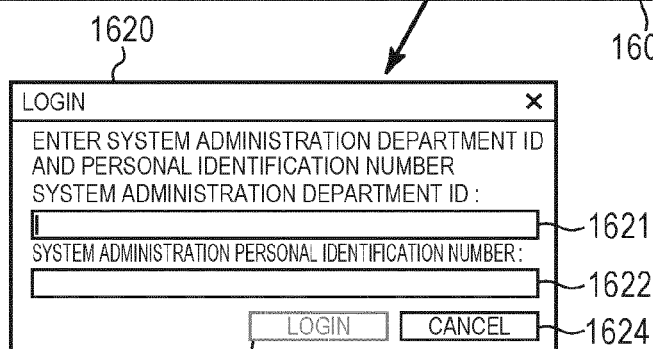 1620
LOGIN ×
ENTER SYSTEM ADMINISTRATION DEPARTMENT ID
AND PERSONAL IDENTIFICATION NUMBER
SYSTEM ADMINISTRATION DEPARTMENT ID :
1621
SYSTEM ADMINISTRATION PERSONAL IDENTIFICATION NUMBER :
1622
LOGIN CANCEL 1624